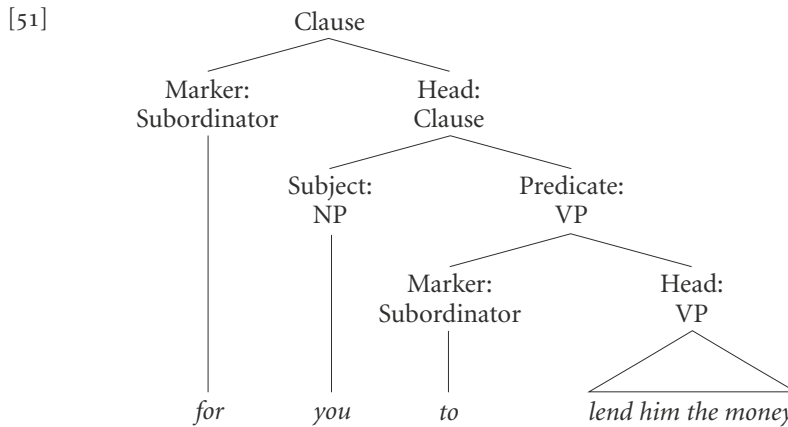 [51]
Clause
Marker: Head:
Subordinator Clause
Subject: Predicate:
NP VP
Marker: Head:
Subordinator VP
for you to lend him the money